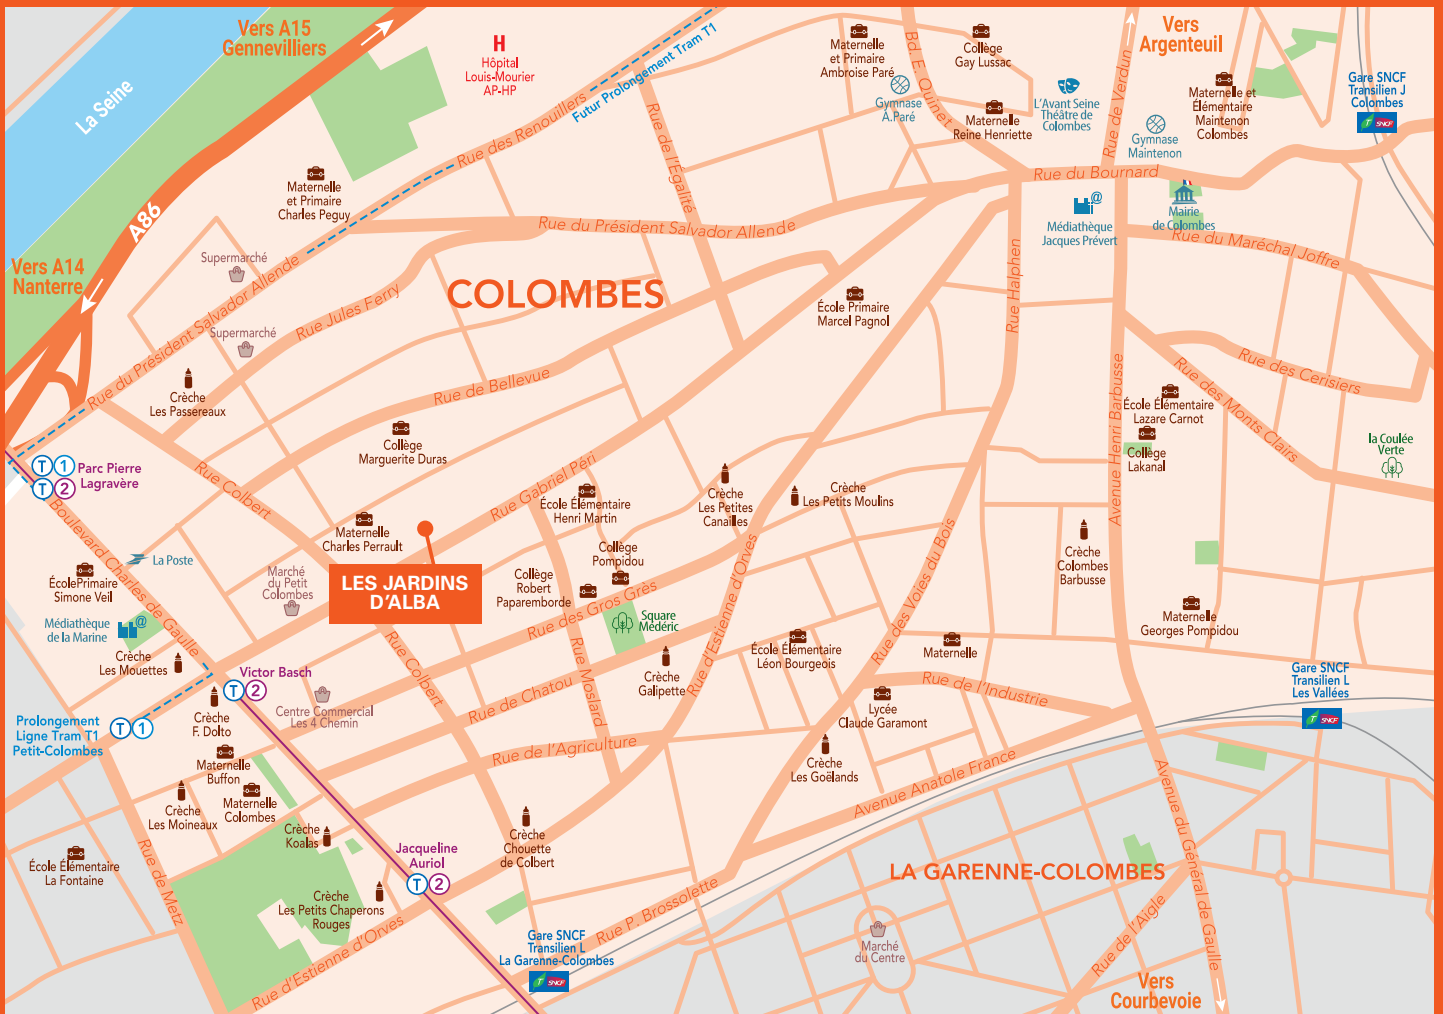 Vers A15
Gennevilliers
H
Hôpital
Louis-Mourier
AP-HP
Futur Prolongement Tram T1
Maternelle
et Primaire
Ambroise Paré
Bd. E. Quinet
Collège
Gay Lussac
Vers
Argenteuil
Gare SNCF
Transilien J
Colombes
T SNCF
La Seine
Gymnase
A.Paré
Maternelle
Reine Henriette
L'Avant Seine
Théâtre de
Colombes
Rue de Verdun
Gymnase
Maintenon
Maternelle et
Élémentaire
Maintenon
Colombes
Rue des Renouillers
Rue de l'Égalité
Rue du Bournard
Maternelle
et Primaire
Charles Peguy
A86
Médiathèque
Jacques Prévert
Mairie
de Colombes
Rue du Maréchal Joffre
Rue du Président Salvador Allende
Supermarché
Vers A14
Nanterre
Rue du Président Salvador Allende
COLOMBES
Rue Jules Ferry
Supermarché
École Primaire
Marcel Pagnol
Rue Halphen
Crèche
Les Passereaux
Rue de Bellevue
Avenue Henri Barbusse
Rue des Cerisiers
Rue des Monts Clairs
École Élémentaire
Lazare Carnot
Collège
Lakanal
la Coulée
Verte
Collège
Marguerite Duras
T 1
T 2
Parc Pierre
Lagravère
Rue Colbert
Rue Gabriel Péri
École Élémentaire
Henri Martin
Crèche
Les Petites
Canailles
Crèche
Les Petits Moulins
Boulevard Charles de Gaulle
Maternelle
Charles Perrault
LES JARDINS
D'ALBA
La Poste
Marché
du Petit
Colombes
Collège
Pompidou
Collège
Robert
Paparemborde
Rue des Gros Grès
Rue d'Estienne d'Orves
Rue des Voies du Bois
Crèche
Colombes
Barbusse
ÉcolePrimaire
Simone Veil
Médiathèque
de la Marine
Crèche
Les Mouettes
Square
Médéric
Maternelle
Georges Pompidou
École Élémentaire
Léon Bourgeois
Maternelle
Rue Colbert
Victor Basch
T 2
Rue de Chatou
Rue Moslard
Crèche
Galipette
Rue de l'Industrie
Gare SNCF
Transilien L
Les Vallées
T SNCF
Prolongement
Ligne Tram T1
Petit-Colombes
T 1
Crèche
F. Dolto
Centre Commercial
Les 4 Chemin
Lycée
Claude Garamont
Rue de l'Agriculture
Crèche
Les Goëlands
Avenue Anatole France
Maternelle
Buffon
Maternelle
Colombes
Crèche
Les Moineaux
Crèche
Koalas
Crèche
Chouette
de Colbert
Avenue du Général de Gaulle
Jacqueline
Auriol
T 2
École Élémentaire
La Fontaine
Rue de Metz
LA GARENNE-COLOMBES
Crèche
Les Petits Chaperons
Rouges
Rue P. Brossolette
Rue d'Estienne d'Orves
Gare SNCF
Transilien L
La Garenne-Colombes
T SNCF
Marché
du Centre
Rue de l'Aigle
Vers
Courbevoie